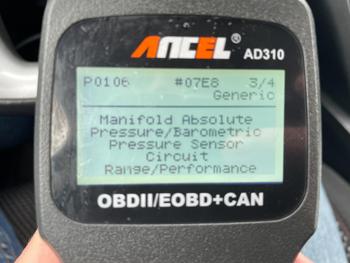 ANCEL®
AD310
P0106 #07E8 3/4
Generic
Manifold Absolute
Pressure/Barometric
Pressure Sensor
Circuit
Range/Performance
OBDII/EOBD+CAN